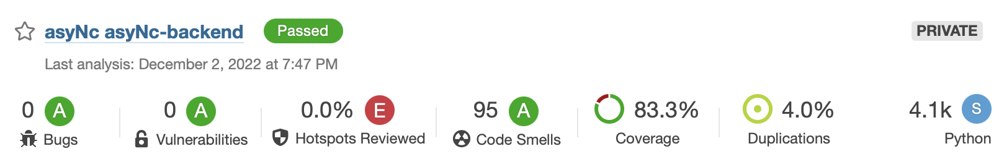 asyNc asyNc-backend Passed PRIVATE
Last analysis: December 2, 2022 at 7:47 PM
0 A 0 A 0.0% E 95 A 83.3% 4.0% 4.1k S
Bugs Vulnerabilities Hotspots Reviewed Code Smells Coverage Duplications Python